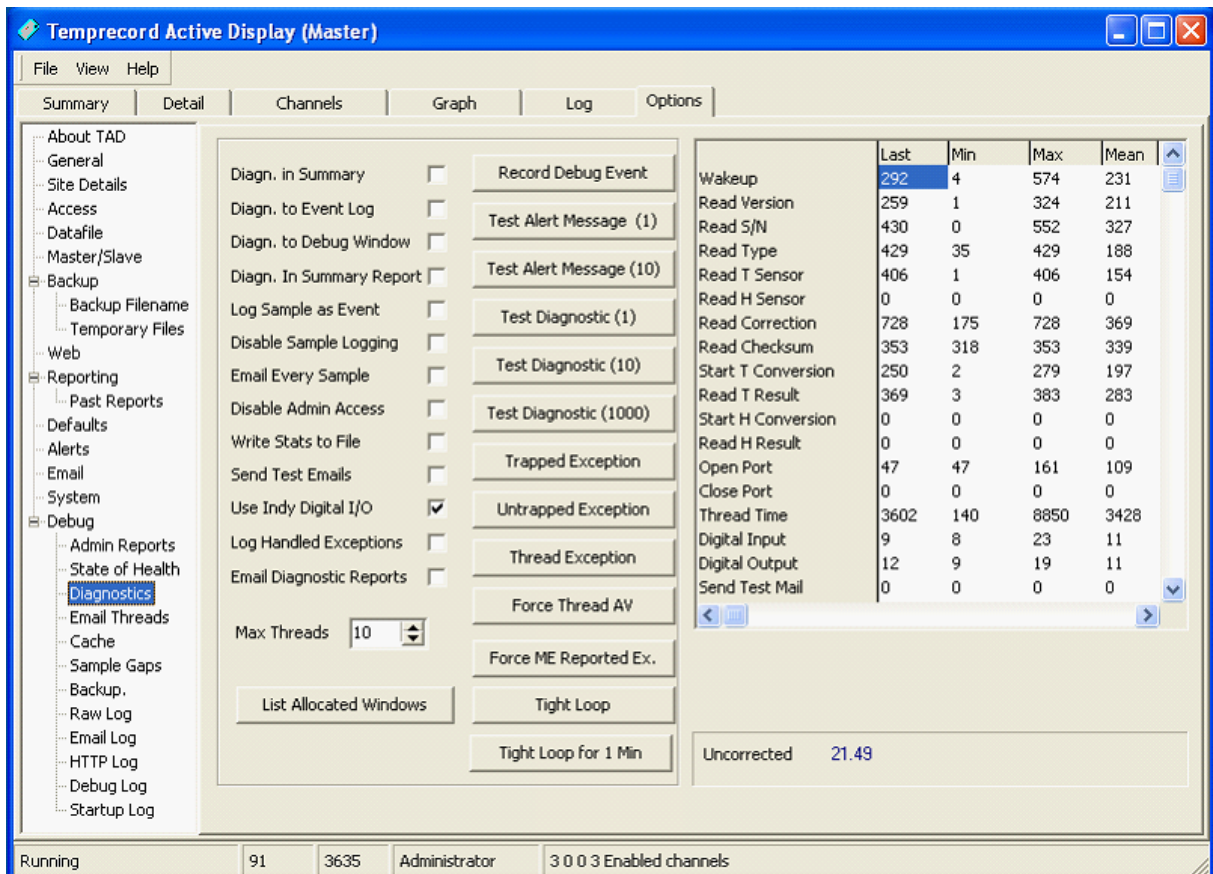 Temprecord Active Display (Master)
File View Help
Summary Detail Channels Graph Log Options
About TAD
General
Site Details
Access
Datafile
Master/Slave
Backup
Backup Filename
Temporary Files
Web
Reporting
Past Reports
Defaults
Alerts
Email
System
Debug
Admin Reports
State of Health
Diagnostics
Email Threads
Cache
Sample Gaps
Backup.
Raw Log
Email Log
HTTP Log
Debug Log
Startup Log
Diagn. in Summary
Diagn. to Event Log
Diagn. to Debug Window
Diagn. In Summary Report
Log Sample as Event
Disable Sample Logging
Email Every Sample
Disable Admin Access
Write Stats to File
Send Test Emails
Use Indy Digital I/O
Log Handled Exceptions
Email Diagnostic Reports
Max Threads 10
List Allocated Windows
Record Debug Event
Test Alert Message (1)
Test Alert Message (10)
Test Diagnostic (1)
Test Diagnostic (10)
Test Diagnostic (1000)
Trapped Exception
Untrapped Exception
Thread Exception
Force Thread AV
Force ME Reported Ex.
Tight Loop
Tight Loop for 1 Min
Last Min Max Mean
Wakeup 292 4 574 231
Read Version 259 1 324 211
Read S/N 430 0 552 327
Read Type 429 35 429 188
Read T Sensor 406 1 406 154
Read H Sensor 0 0 0 0
Read Correction 728 175 728 369
Read Checksum 353 318 353 339
Start T Conversion 250 2 279 197
Read T Result 369 3 383 283
Start H Conversion 0 0 0 0
Read H Result 0 0 0 0
Open Port 47 47 161 109
Close Port 0 0 0 0
Thread Time 3602 140 8850 3428
Digital Input 9 8 23 11
Digital Output 12 9 19 11
Send Test Mail 0 0 0 0
Uncorrected 21.49
Running 91 3635 Administrator 3 0 0 3 Enabled channels